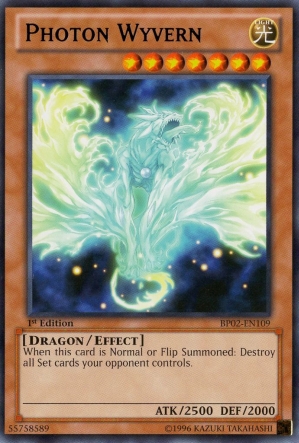 PHOTON WYVERN
LIGHT
光
1st Edition
BP02-EN109
[DRAGON/EFFECT]
When this card is Normal or Flip Summoned: Destroy
all Set cards your opponent controls.
ATK/2500 DEF/2000
55758589
©1996 KAZUKI TAKAHASHI